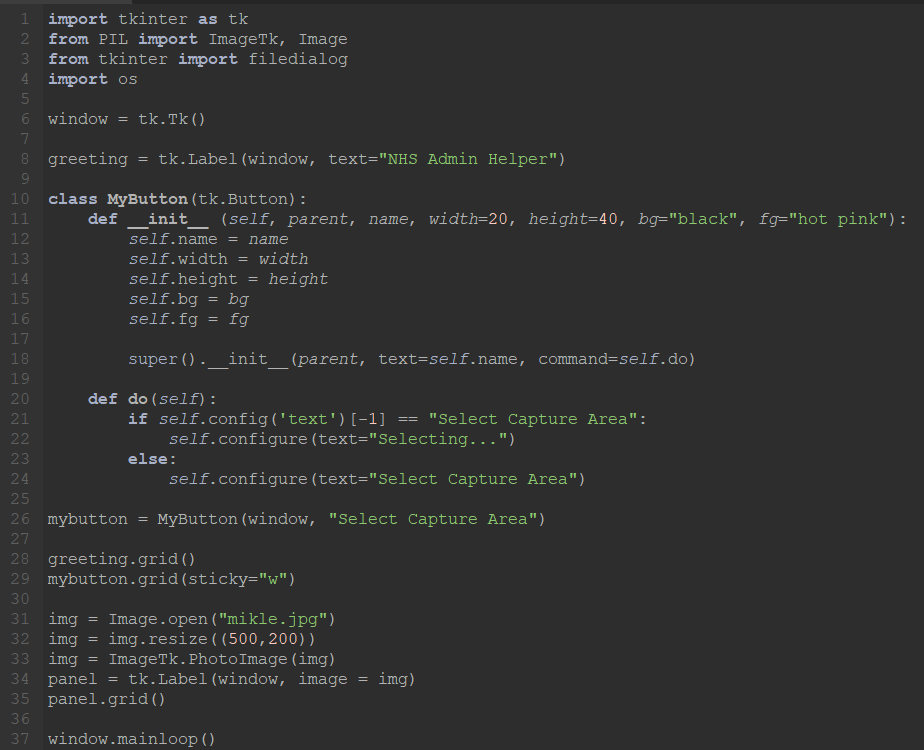 1 import tkinter as tk
2 from PIL import ImageTk, Image
3 from tkinter import filedialog
4 import os
5
6 window = tk.Tk()
7
8 greeting = tk.Label(window, text="NHS Admin Helper")
9
10 class MyButton(tk.Button):
11     def __init__ (self, parent, name, width=20, height=40, bg="black", fg="hot pink"):
12         self.name = name
13         self.width = width
14         self.height = height
15         self.bg = bg
16         self.fg = fg
17
18         super().__init__(parent, text=self.name, command=self.do)
19
20     def do(self):
21         if self.config('text')[-1] == "Select Capture Area":
22             self.configure(text="Selecting...")
23         else:
24             self.configure(text="Select Capture Area")
25
26 mybutton = MyButton(window, "Select Capture Area")
27
28 greeting.grid()
29 mybutton.grid(sticky="w")
30
31 img = Image.open("mikle.jpg")
32 img = img.resize((500,200))
33 img = ImageTk.PhotoImage(img)
34 panel = tk.Label(window, image = img)
35 panel.grid()
36
37 window.mainloop()